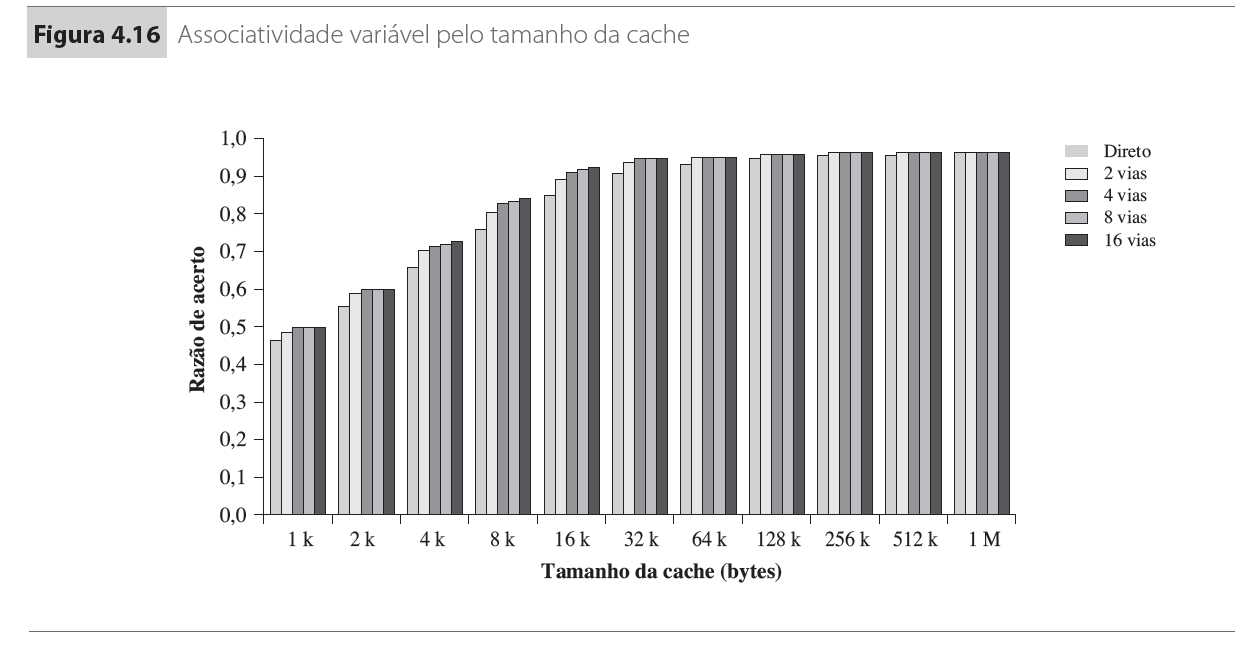 Figura 4.16 Associatividade variável pelo tamanho da cache
1,0
0,9
0,8
0,7
0,6
0,5
0,4
0,3
0,2
0,1
0,0
Razão de acerto
1 k 2 k 4 k 8 k 16 k 32 k 64 k 128 k 256 k 512 k 1 M
Tamanho da cache (bytes)
Direto
2 vias
4 vias
8 vias
16 vias